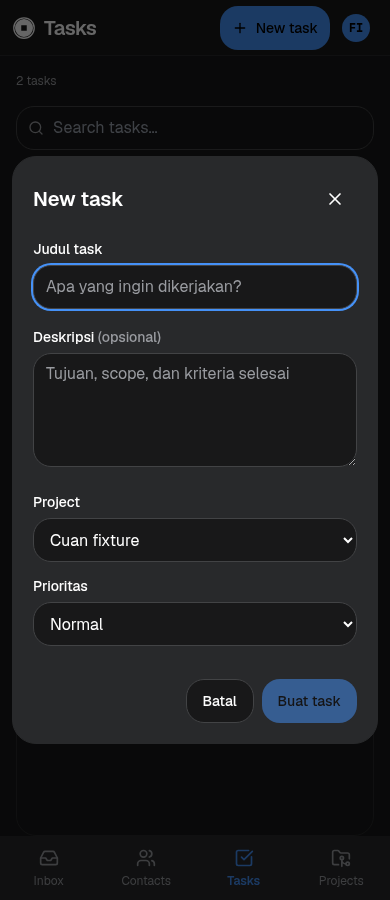 Tasks
New task
FI
2 tasks
Search tasks...
New task
Judul task
Apa yang ingin dikerjakan?
Deskripsi (opsional)
Tujuan, scope, dan kriteria selesai
Project
Cuan fixture
Prioritas
Normal
Batal
Buat task
Inbox
Contacts
Tasks
Projects